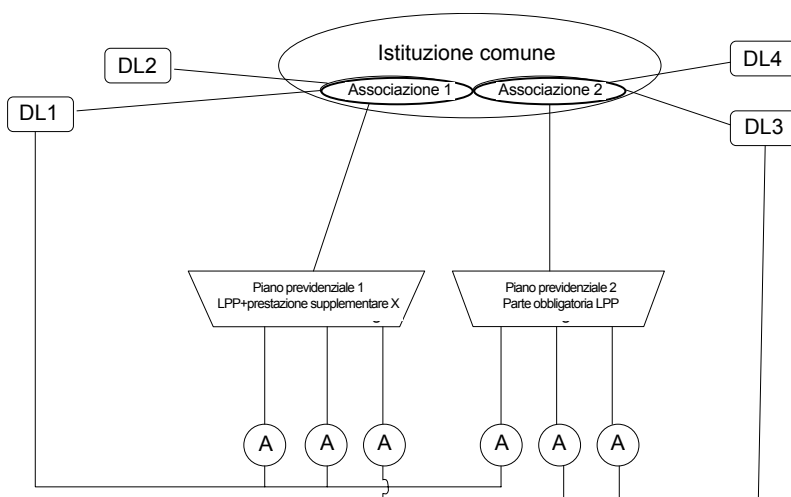 Istituzione comune
DL2
DL4
Associazione 1
Associazione 2
DL1
DL3
Piano previdenziale 1
LPP+prestazione supplementare X
Piano previdenziale 2
Parte obbligatoria LPP
A
A
A
A
A
A